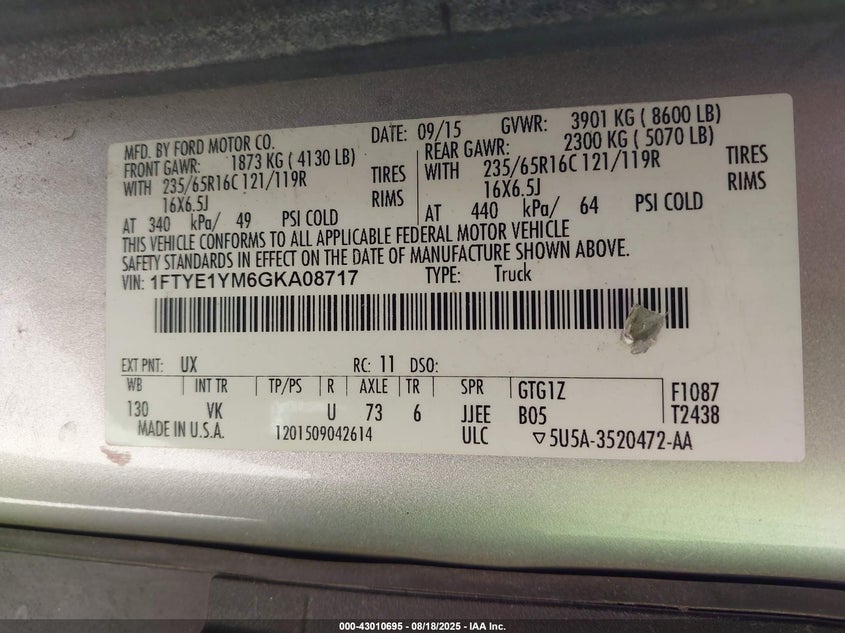 MFD. BY FORD MOTOR CO.
DATE: 09/15
GVWR: 3901 KG ( 8600 LB)
FRONT GAWR: 1873 KG ( 4130 LB)
WITH 235/65R16C 121/119R TIRES
16X6.5J RIMS
AT 340 kPa/ 49 PSI COLD
REAR GAWR: 2300 KG ( 5070 LB)
WITH 235/65R16C 121/119R TIRES
16X6.5J RIMS
AT 440 kPa/ 64 PSI COLD
THIS VEHICLE CONFORMS TO ALL APPLICABLE FEDERAL MOTOR VEHICLE
SAFETY STANDARDS IN EFFECT ON THE DATE OF MANUFACTURE SHOWN ABOVE.
VIN: 1FTYE1YM6GKA08717 TYPE: Truck
EXT PNT: UX RC: 11 DSO:
WB INT TR TP/PS R AXLE TR SPR GTG1Z F1087
130 VK U 73 6 JJEE B05 T2438
MADE IN U.S.A. 1201509042614 ULC ▽5U5A-3520472-AA
000-43010695 - 08/18/2025 - IAA Inc.